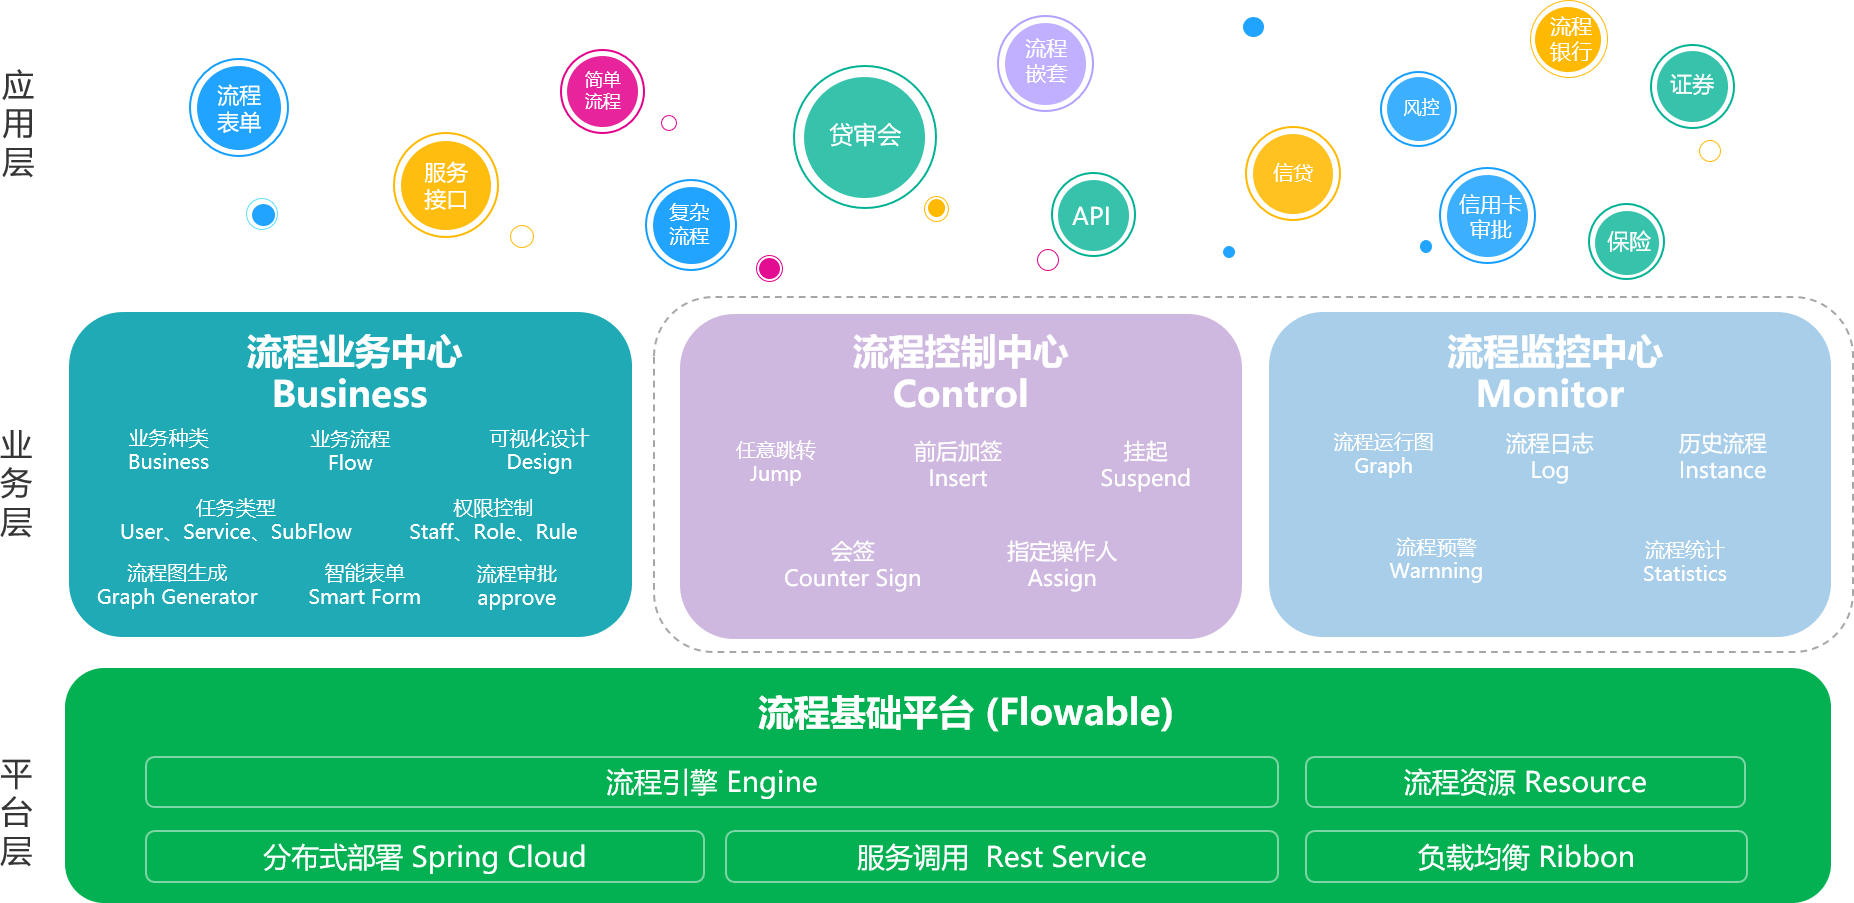 应用层
流程
表单
服务
接口
简单
流程
复杂
流程
贷审会
流程
嵌套
API
信贷
风控
信用卡
审批
流程
银行
证券
保险
业务层
流程业务中心
Business
业务种类
Business
业务流程
Flow
可视化设计
Design
任务类型
User、Service、SubFlow
权限控制
Staff、Role、Rule
流程图生成
Graph Generator
智能表单
Smart Form
流程审批
approve
流程控制中心
Control
任意跳转
Jump
前后加签
Insert
挂起
Suspend
会签
Counter Sign
指定操作人
Assign
流程监控中心
Monitor
流程运行图
Graph
流程日志
Log
历史流程
Instance
流程预警
Warnning
流程统计
Statistics
平台层
流程基础平台 (Flowable)
流程引擎 Engine
流程资源 Resource
分布式部署 Spring Cloud
服务调用 Rest Service
负载均衡 Ribbon